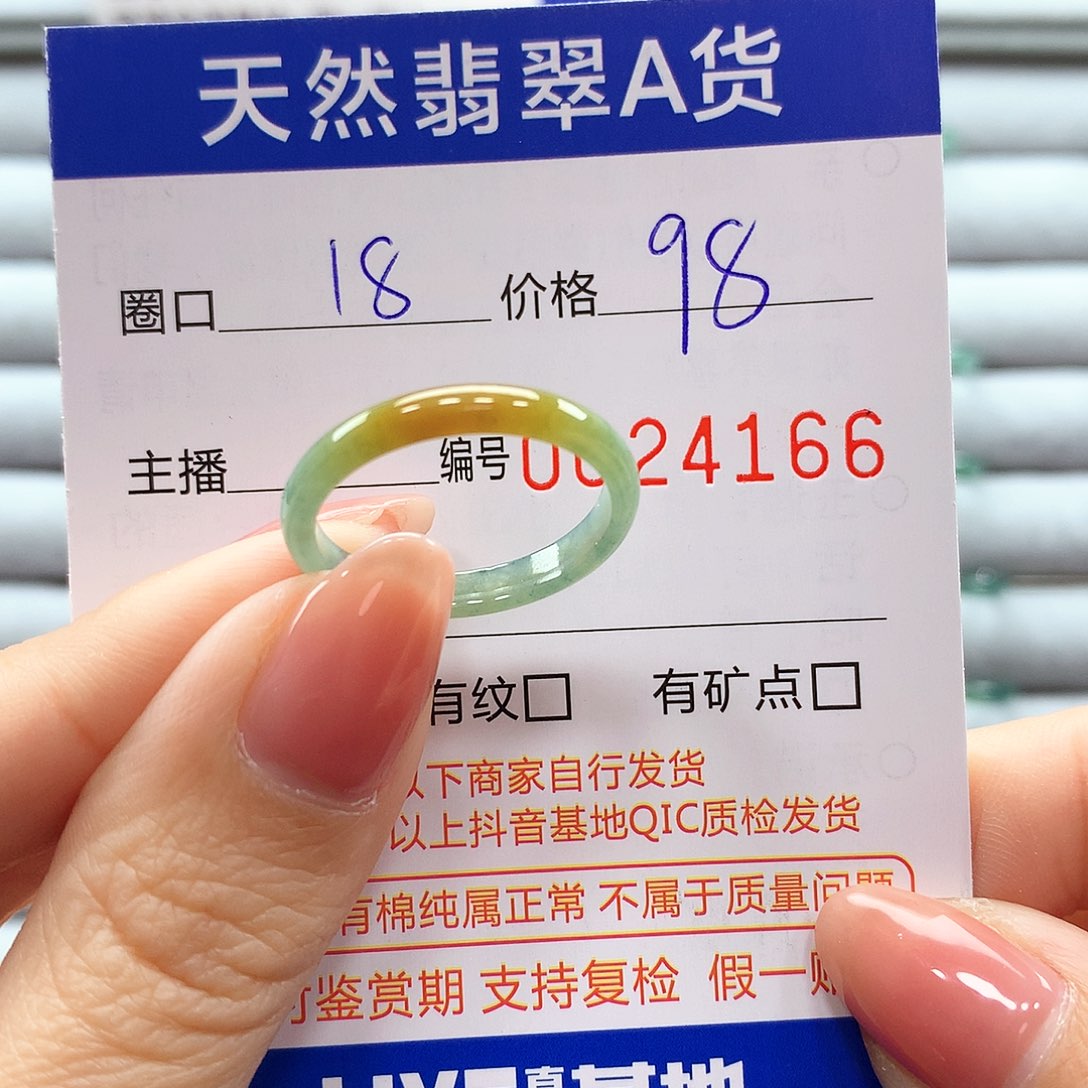 天然翡翠A货
圈口 18 价格 98
主播 编号 0024166
有纹□ 有矿点□
以下商家自行发货
以上抖音基地QIC质检发货
有棉纯属正常 不属于质量问题
鉴赏期 支持复检 假一
基地